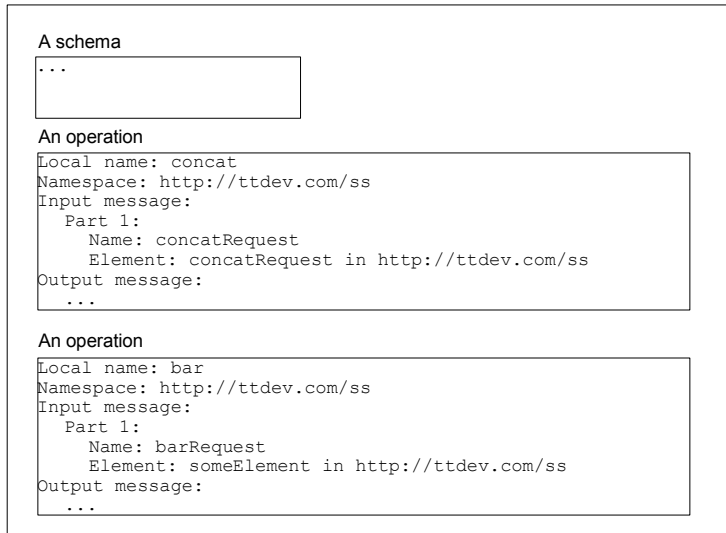 A schema
...
An operation
Local name: concat
Namespace: http://ttdev.com/ss
Input message:
Part 1:
Name: concatRequest
Element: concatRequest in http://ttdev.com/ss
Output message:
...
An operation
Local name: bar
Namespace: http://ttdev.com/ss
Input message:
Part 1:
Name: barRequest
Element: someElement in http://ttdev.com/ss
Output message:
...